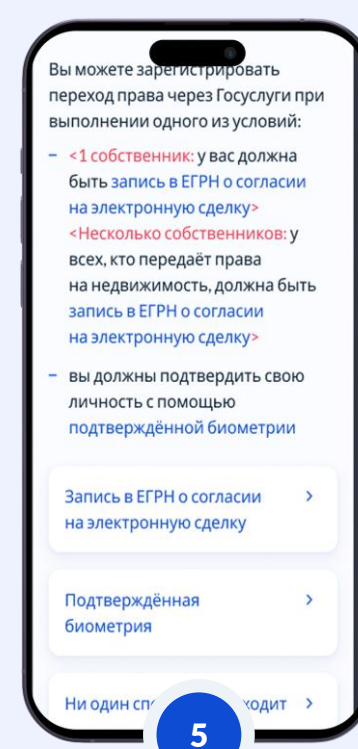 Вы можете зарегистрировать
переход права через Госуслуги при
выполнении одного из условий:
– <1 собственник: у вас должна
быть запись в ЕГРН о согласии
на электронную сделку>
<Несколько собственников: у
всех, кто передаёт права
на недвижимость, должна быть
запись в ЕГРН о согласии
на электронную сделку>
– вы должны подтвердить свою
личность с помощью
подтверждённой биометрии
Запись в ЕГРН о согласии
на электронную сделку
Подтверждённая
биометрия
Ни один
5